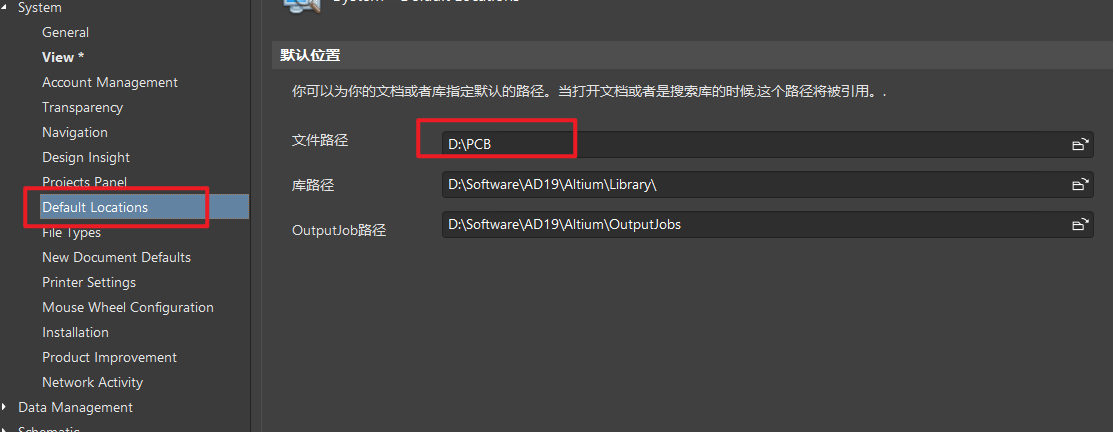 System
General
View *
Account Management
Transparency
Navigation
Design Insight
Projects Panel
Default Locations
File Types
New Document Defaults
Printer Settings
Mouse Wheel Configuration
Installation
Product Improvement
Network Activity
Data Management
Schematic
System – Default Locations
默认位置
你可以为你的文档或者库指定默认的路径。当打开文档或者是搜索库的时候,这个路径将被引用。.
文件路径 D:\PCB
库路径 D:\Software\AD19\Altium\Library\
OutputJob路径 D:\Software\AD19\Altium\OutputJobs